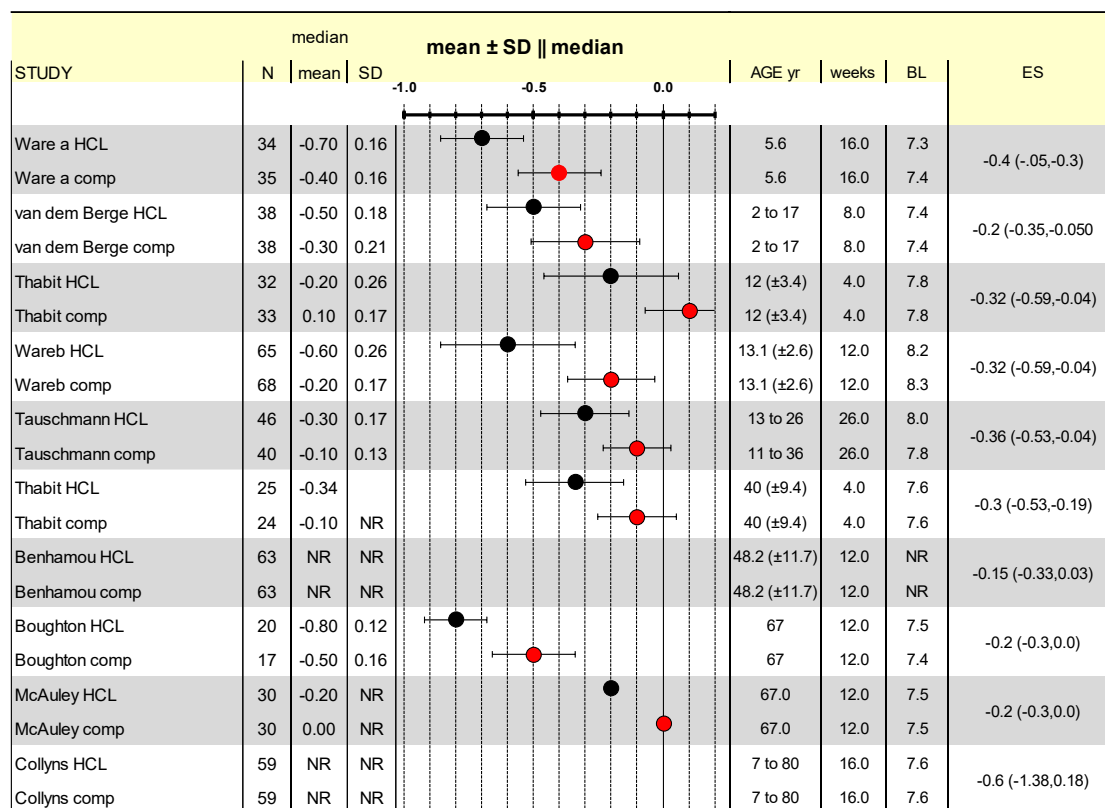 median
mean ± SD || median
STUDY N mean SD AGE yr weeks BL ES
-1.0 -0.5 0.0
Ware a HCL 34 -0.70 0.16 5.6 16.0 7.3
-0.4 (-.05,-0.3)
Ware a comp 35 -0.40 0.16 5.6 16.0 7.4
van dem Berge HCL 38 -0.50 0.18 2 to 17 8.0 7.4
-0.2 (-0.35,-0.050
van dem Berge comp 38 -0.30 0.21 2 to 17 8.0 7.4
Thabit HCL 32 -0.20 0.26 12 (±3.4) 4.0 7.8
-0.32 (-0.59,-0.04)
Thabit comp 33 0.10 0.17 12 (±3.4) 4.0 7.8
Wareb HCL 65 -0.60 0.26 13.1 (±2.6) 12.0 8.2
-0.32 (-0.59,-0.04)
Wareb comp 68 -0.20 0.17 13.1 (±2.6) 12.0 8.3
Tauschmann HCL 46 -0.30 0.17 13 to 26 26.0 8.0
-0.36 (-0.53,-0.04)
Tauschmann comp 40 -0.10 0.13 11 to 36 26.0 7.8
Thabit HCL 25 -0.34 40 (±9.4) 4.0 7.6
-0.3 (-0.53,-0.19)
Thabit comp 24 -0.10 NR 40 (±9.4) 4.0 7.6
Benhamou HCL 63 NR NR 48.2 (±11.7) 12.0 NR
-0.15 (-0.33,0.03)
Benhamou comp 63 NR NR 48.2 (±11.7) 12.0 NR
Boughton HCL 20 -0.80 0.12 67 12.0 7.5
-0.2 (-0.3,0.0)
Boughton comp 17 -0.50 0.16 67 12.0 7.4
McAuley HCL 30 -0.20 NR 67.0 12.0 7.5
-0.2 (-0.3,0.0)
McAuley comp 30 0.00 NR 67.0 12.0 7.5
Collyns HCL 59 NR NR 7 to 80 16.0 7.6
-0.6 (-1.38,0.18)
Collyns comp 59 NR NR 7 to 80 16.0 7.6